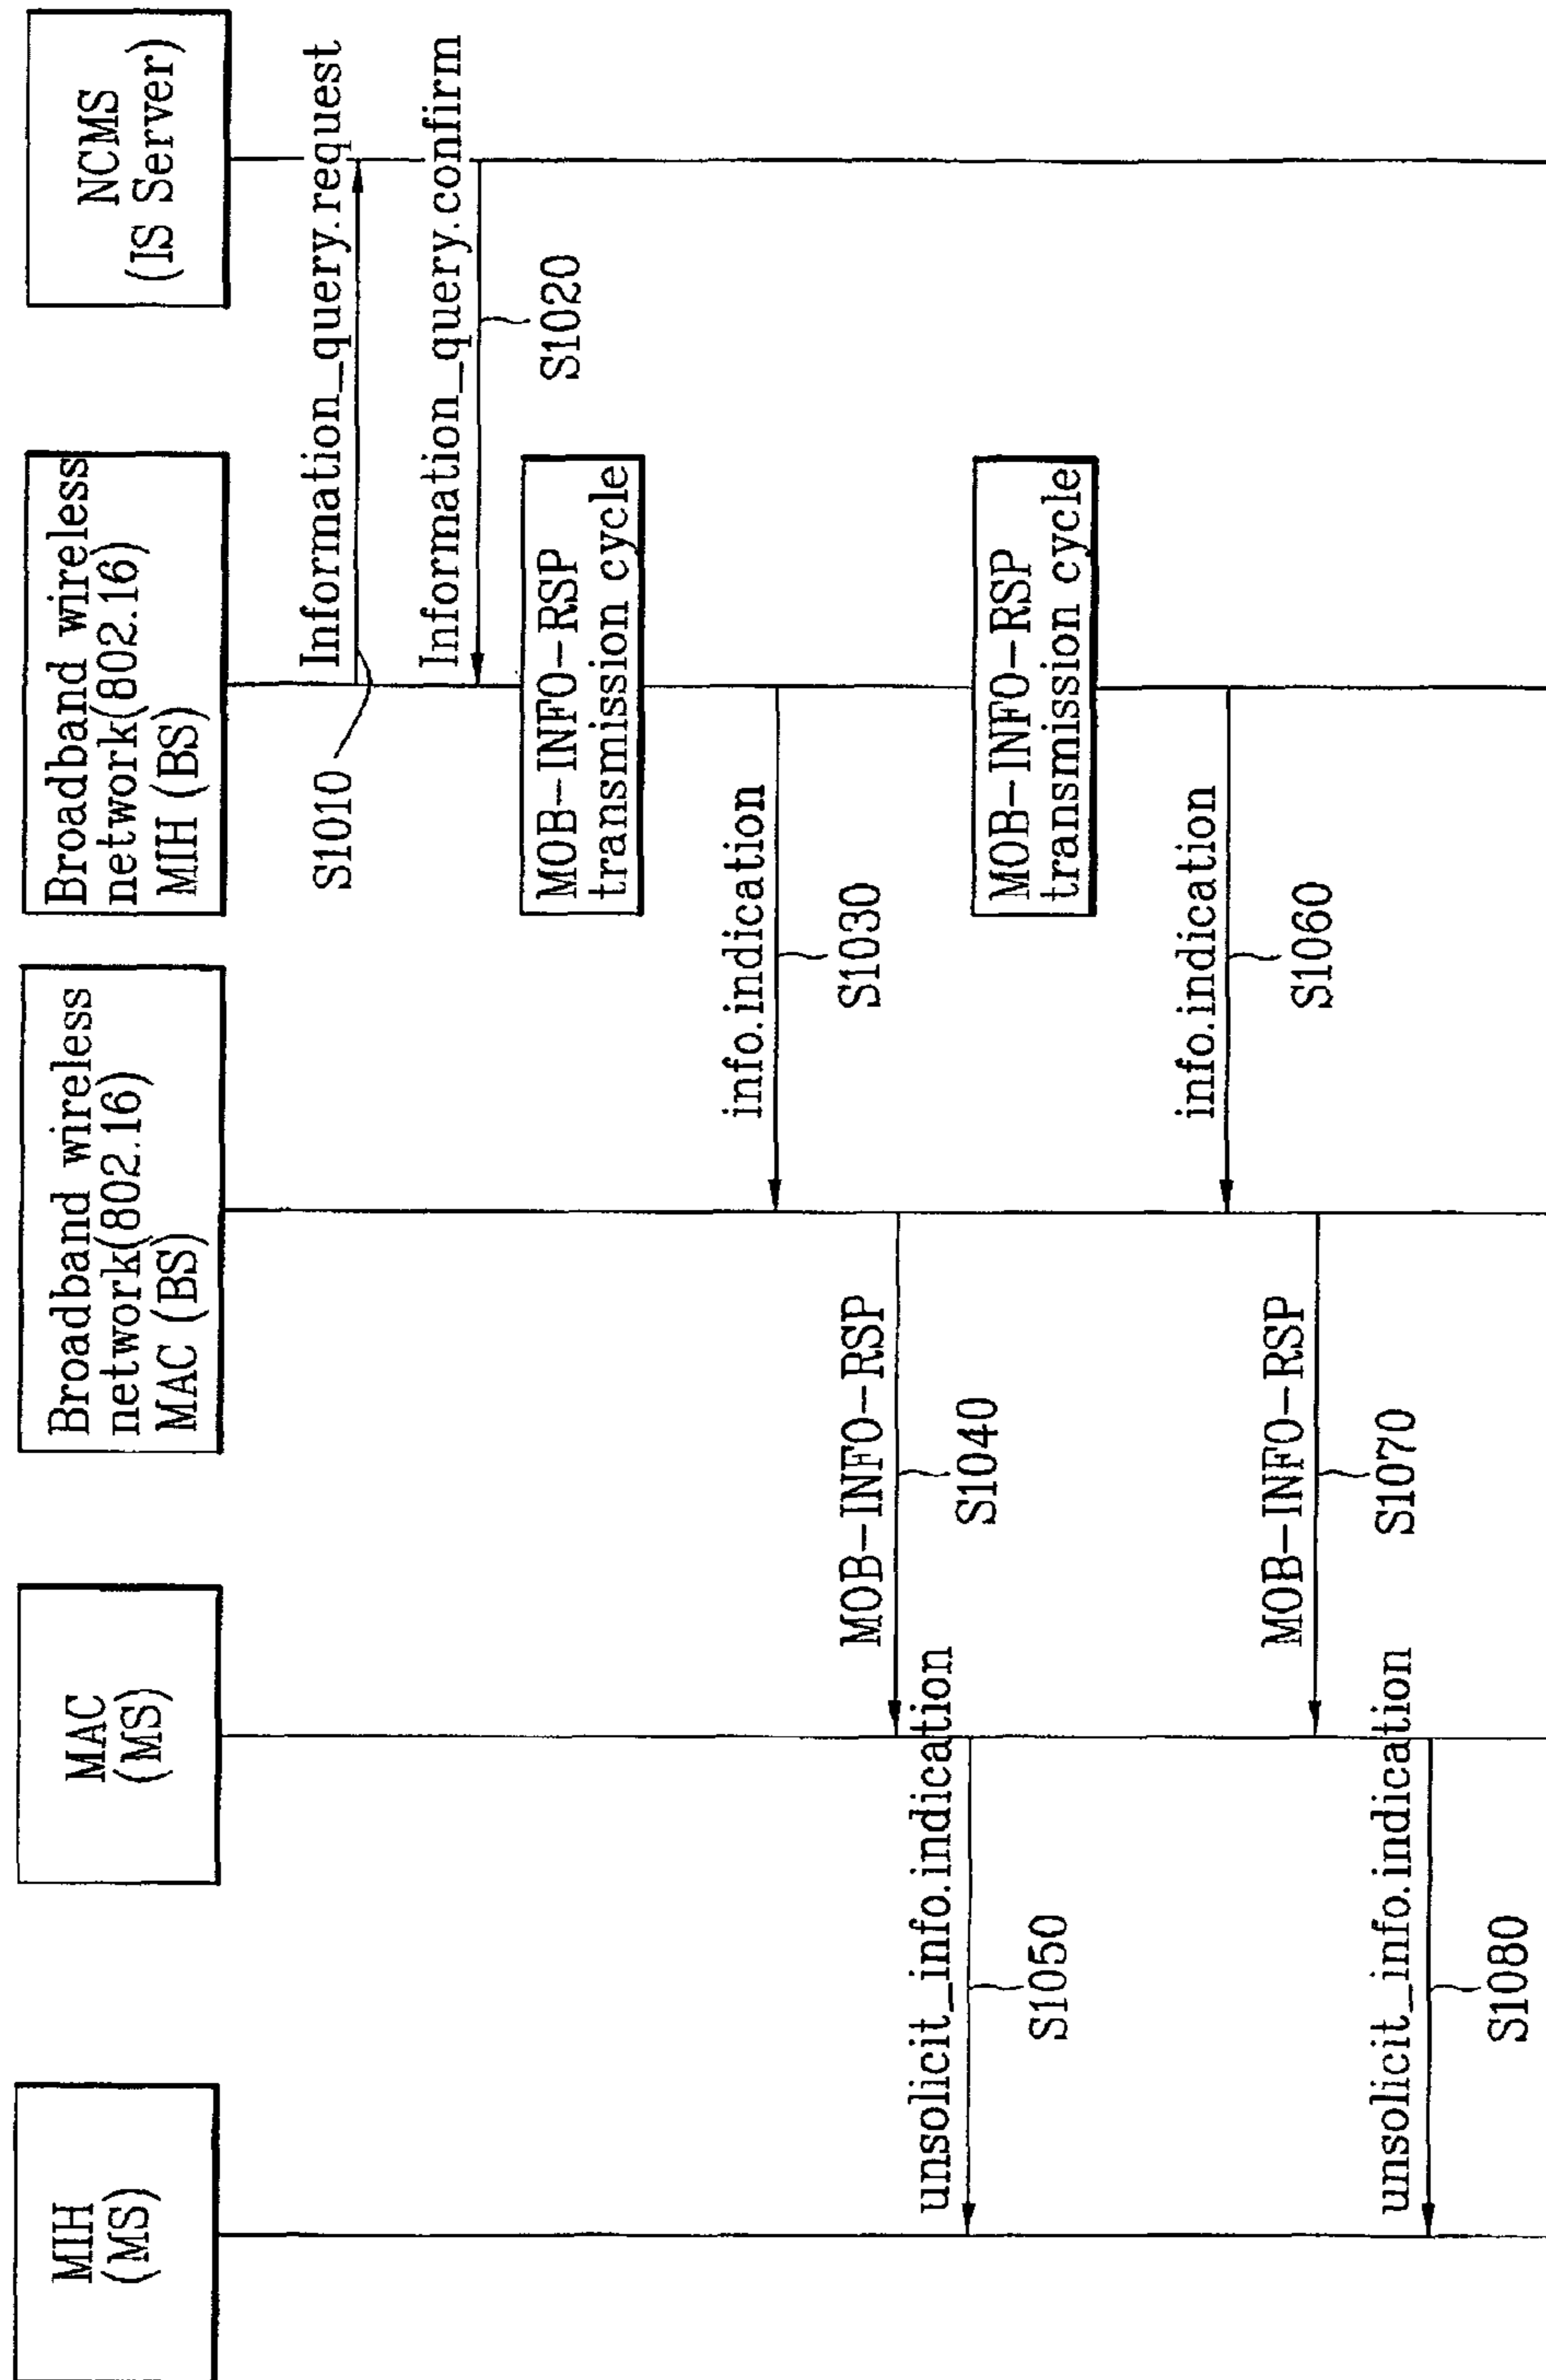 MIH
(MS)
MAC
(MS)
Broadband wireless
network(802.16)
MAC (BS)
Broadband wireless
network(802.16)
MIH (BS)
NCMS
(IS Server)
Information_query.request
S1010
Information_query.confirm
S1020
MOB-INFO-RSP
transmission cycle
info.indication
S1030
MOB-INFO-RSP
S1040
unsolicit_info.indication
S1050
MOB-INFO-RSP
transmission cycle
info.indication
S1060
MOB-INFO-RSP
S1070
unsolicit_info.indication
S1080